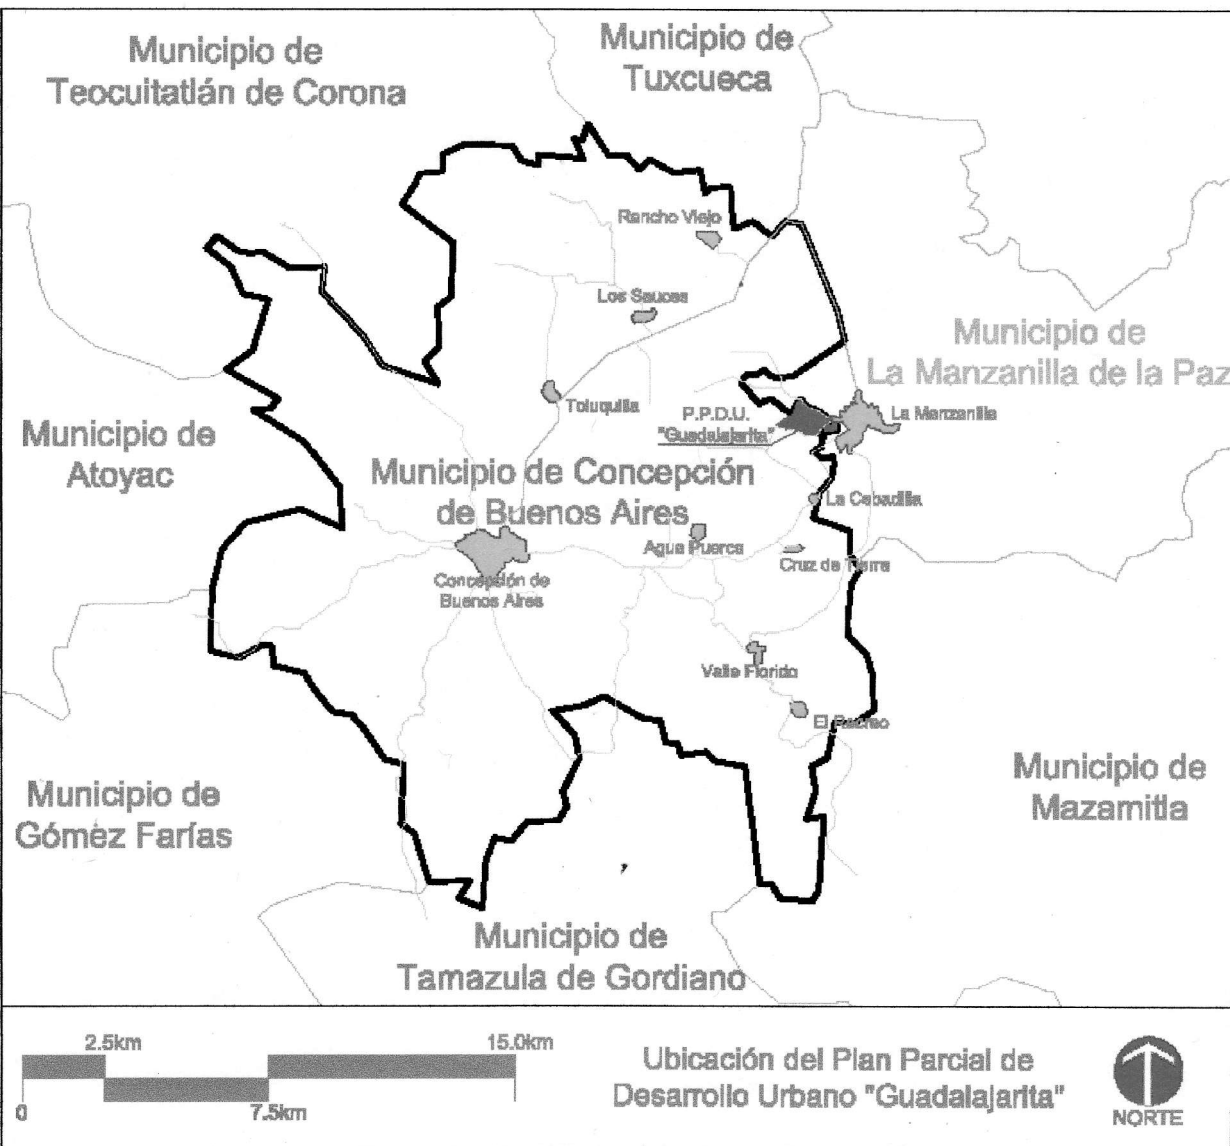 Municipio de
Teocuitatlán de Corona
Municipio de
Tuxcueca
Rancho Viejo
Los Sauces
Municipio de
La Manzanilla de la Paz
Toluquilla
P.P.D.U.
"Guadalajarita"
La Manzanilla
Municipio de
Atoyac
Municipio de Concepción
de Buenos Aires
La Cebadilla
Agua Puerca
Cruz de Tierra
Concepción de
Buenos Aires
Valle Florido
El Recreo
Municipio de
Gómez Farías
Municipio de
Mazamitla
Municipio de
Tamazula de Gordiano
2.5km
15.0km
0
7.5km
Ubicación del Plan Parcial de
Desarrollo Urbano "Guadalajarita"
NORTE